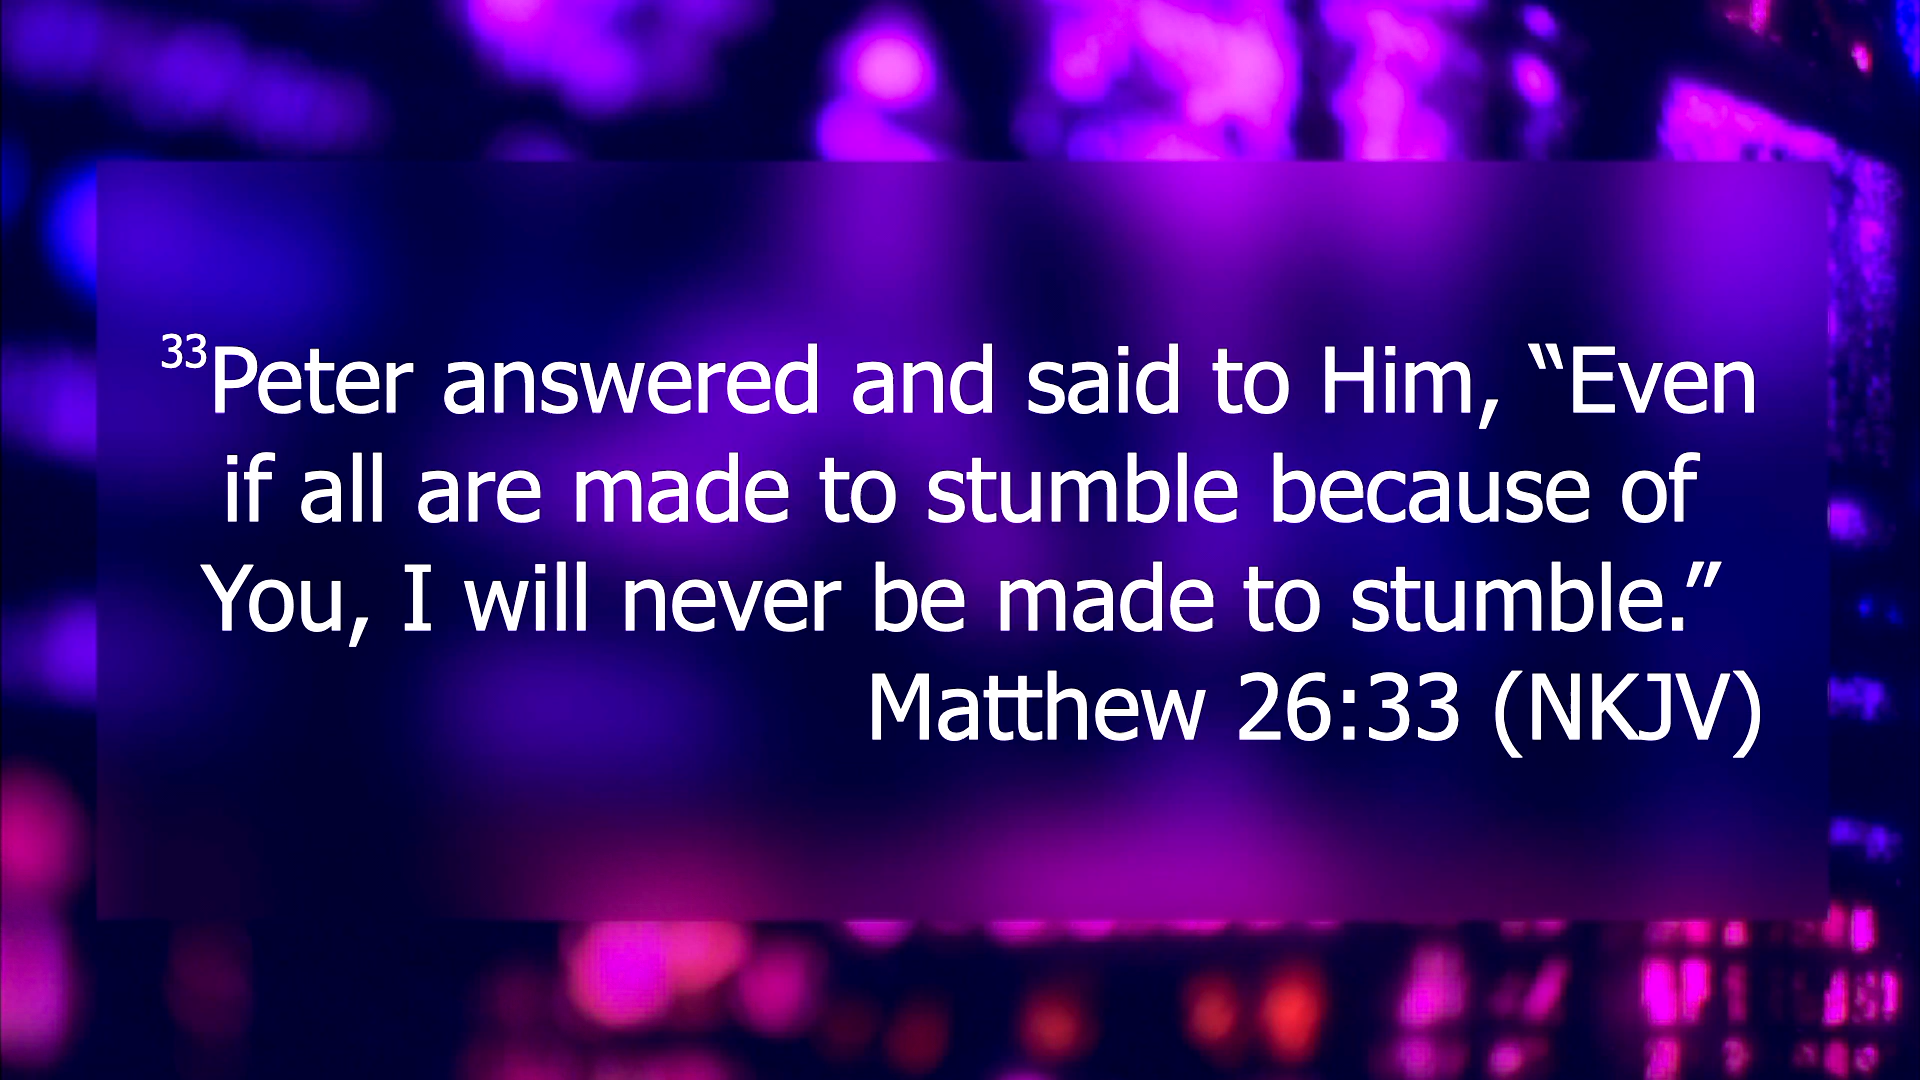 33Peter answered and said to Him, “Even
if all are made to stumble because of
You, I will never be made to stumble.”
Matthew 26:33 (NKJV)